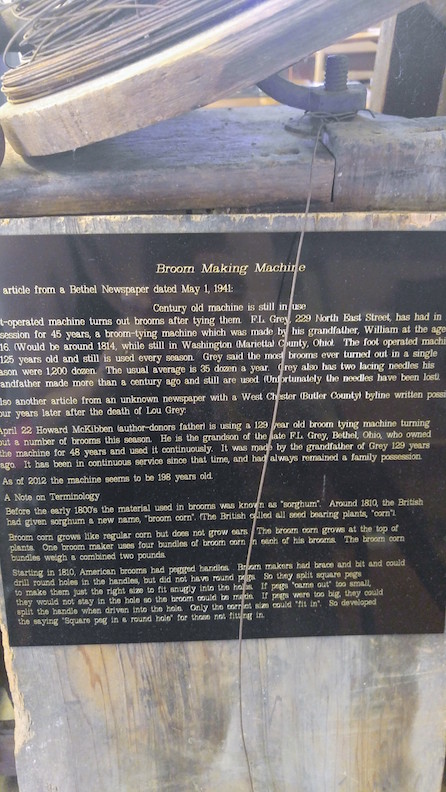 Broom Making Machine
article from a Bethel Newspaper dated May 1, 1941:
Century old machine is still in use
t-operated machine turns out brooms after tying them. F.L. Grey, 229 North East Street, has had in
session for 45 years, a broom-tying machine which was made by his grandfather, William at the age
16. (Would be around 1814, while still in Washington (Marietta) County, Ohio). The foot operated machi
125 years old and still is used every season. Grey said the most brooms ever turned out in a single
ason were 1,200 dozen. The usual average is 35 dozen a year. Grey also has two lacing needles his
andfather made more than a century ago and still are used (Unfortunately the needles have been lost.
lso another article from an unknown newspaper with a West Chester (Butler County) byline written possi
our years later after the death of Lou Grey:
April 22 Howard McKibben (author-donors father) is using a 129 year old broom tying machine turning
out a number of brooms this season. He is the grandson of the late F.L. Grey, Bethel, Ohio, who owned
the machine for 48 years and used it continously. It was made by the grandfather of Grey 129 years
ago. It has been in continuous service since that time, and had always remained a family possession.
As of 2012 the machine seems to be 198 years old.
A Note on Terminology
Before the early 1800's the material used in brooms was known as "sorghum". Around 1810, the British
had given sorghum a new name, "broom corn". (The British called all seed bearing plants, "corn").
Broom corn grows like regular corn but does not grow ears. The broom corn grows at the top of
plants. One broom maker uses four bundles of broom corn in each of his brooms. The broom corn
bundles weigh a combined two pounds.
Starting in 1810, American brooms had pegged handles. Broom makers had brace and bit and could
drill round holes in the handles, but did not have round pegs. So they split square pegs
to make them just the right size to fit snugly into the holes. If pegs "came out" too small,
they would not stay in the hole so the broom could be made. If pegs were too big, they could
split the handle when driven into the hole. Only the correct size could "fit in". So developed
the saying "Square peg in a round hole" for those not fitting in.